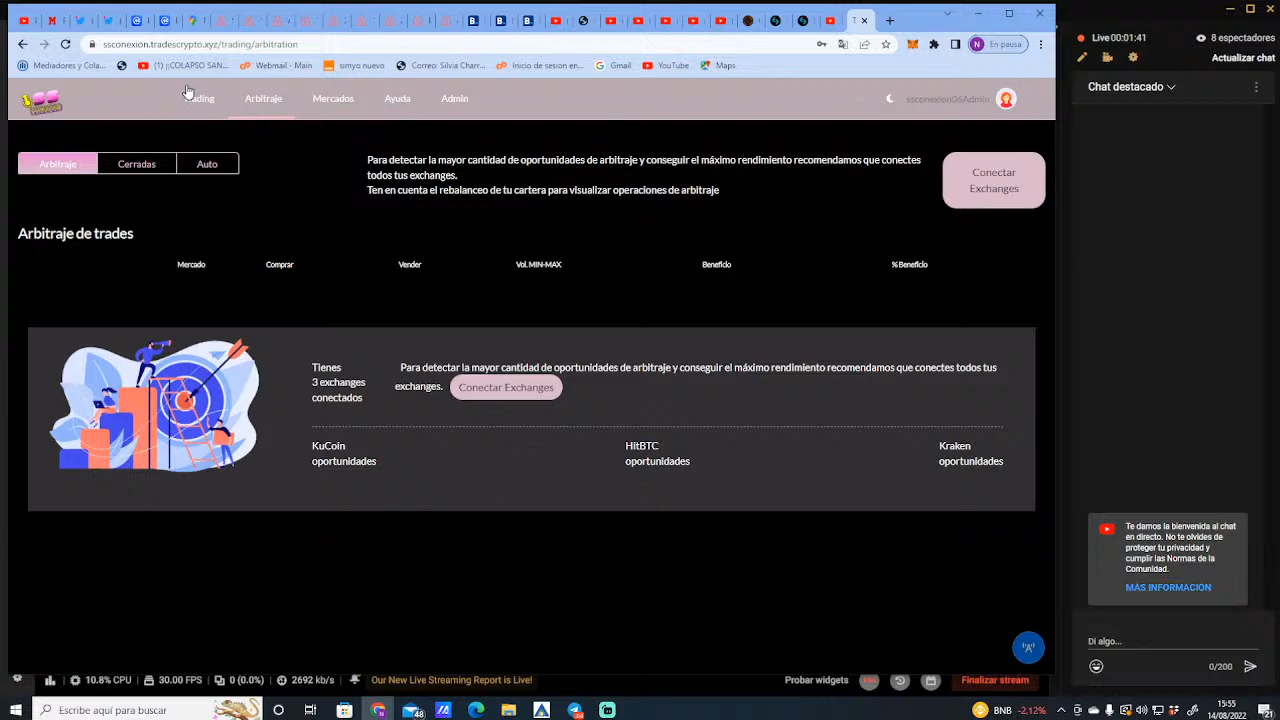 Live 00:01:41
8 espectadores
ssconexion.tradescrypto.xyz/trading/arbitration
N En pausa
Actualizar chat
Mediadores y Cola...
(1) ¡¡COLAPSO SAN...
Webmail - Main
simyo nuevo
Correo: Silvia Charr...
Inicio de sesion en...
Gmail
YouTube
Maps
Chat destacado
Arbitraje
Mercados
Ayuda
Admin
ssconexion06Admin
Arbitraje
Cerradas
Auto
Para detectar la mayor cantidad de oportunidades de arbitraje y conseguir el máximo rendimiento recomendamos que conectes
todos tus exchanges.
Ten en cuenta el rebalanceo de tu cartera para visualizar operaciones de arbitraje
Conectar
Exchanges
Arbitraje de trades
Mercado
Comprar
Vender
Vol. MIN-MAX
Beneficio
% Beneficio
Tienes
3 exchanges
conectados
Para detectar la mayor cantidad de oportunidades de arbitraje y conseguir el máximo rendimiento recomendamos que conectes todos tus
exchanges.
Conectar Exchanges
KuCoin
oportunidades
HitBTC
oportunidades
Kraken
oportunidades
Te damos la bienvenida al chat
en directo. No te olvides de
proteger tu privacidad y
cumplir las Normas de la
Comunidad.
MÁS INFORMACIÓN
Di algo...
0/200
10.8% CPU
30.00 FPS
0 (0.0%)
2692 kb/s
Our New Live Streaming Report is Live!
Probar widgets
REC
Finalizar stream
Escribe aquí para buscar
BNB -2,12%
15:55
14/08/2022